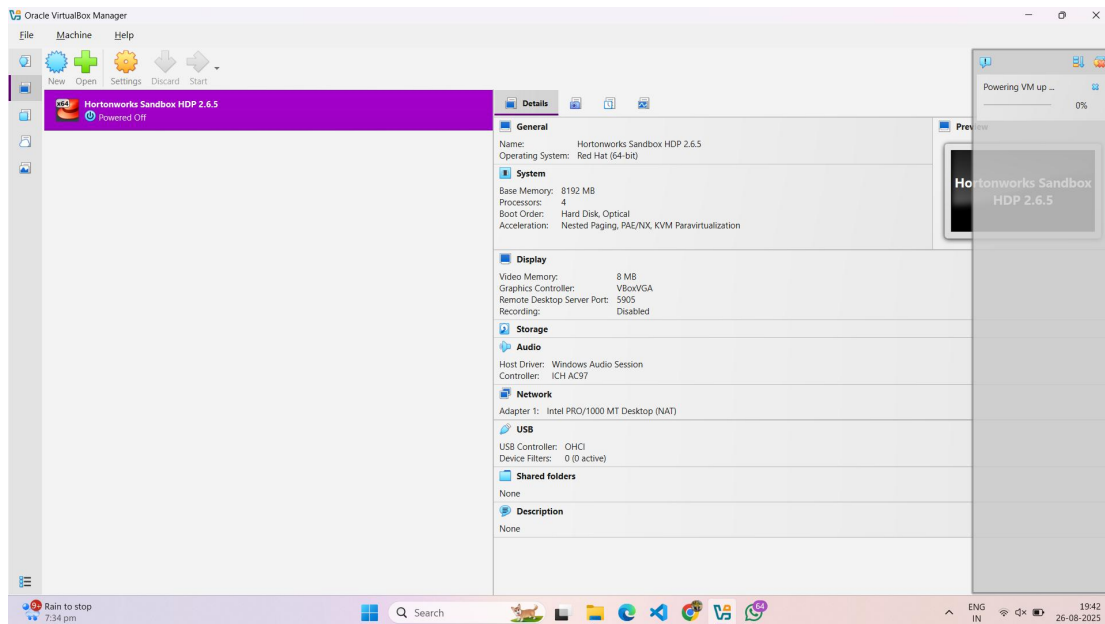 Oracle VirtualBox Manager
File Machine Help
New Open Settings Discard Start
x64 Hortonworks Sandbox HDP 2.6.5
Powered Off
Details
General
Name: Hortonworks Sandbox HDP 2.6.5
Operating System: Red Hat (64-bit)
System
Base Memory: 8192 MB
Processors: 4
Boot Order: Hard Disk, Optical
Acceleration: Nested Paging, PAE/NX, KVM Paravirtualization
Display
Video Memory: 8 MB
Graphics Controller: VBoxVGA
Remote Desktop Server Port: 5905
Recording: Disabled
Storage
Audio
Host Driver: Windows Audio Session
Controller: ICH AC97
Network
Adapter 1: Intel PRO/1000 MT Desktop (NAT)
USB
USB Controller: OHCI
Device Filters: 0 (0 active)
Shared folders
None
Description
None
Preview
Hortonworks Sandbox
HDP 2.6.5
Powering VM up ...
0%
9+ Rain to stop
7:34 pm
Search
64
ENG
IN
19:42
26-08-2025